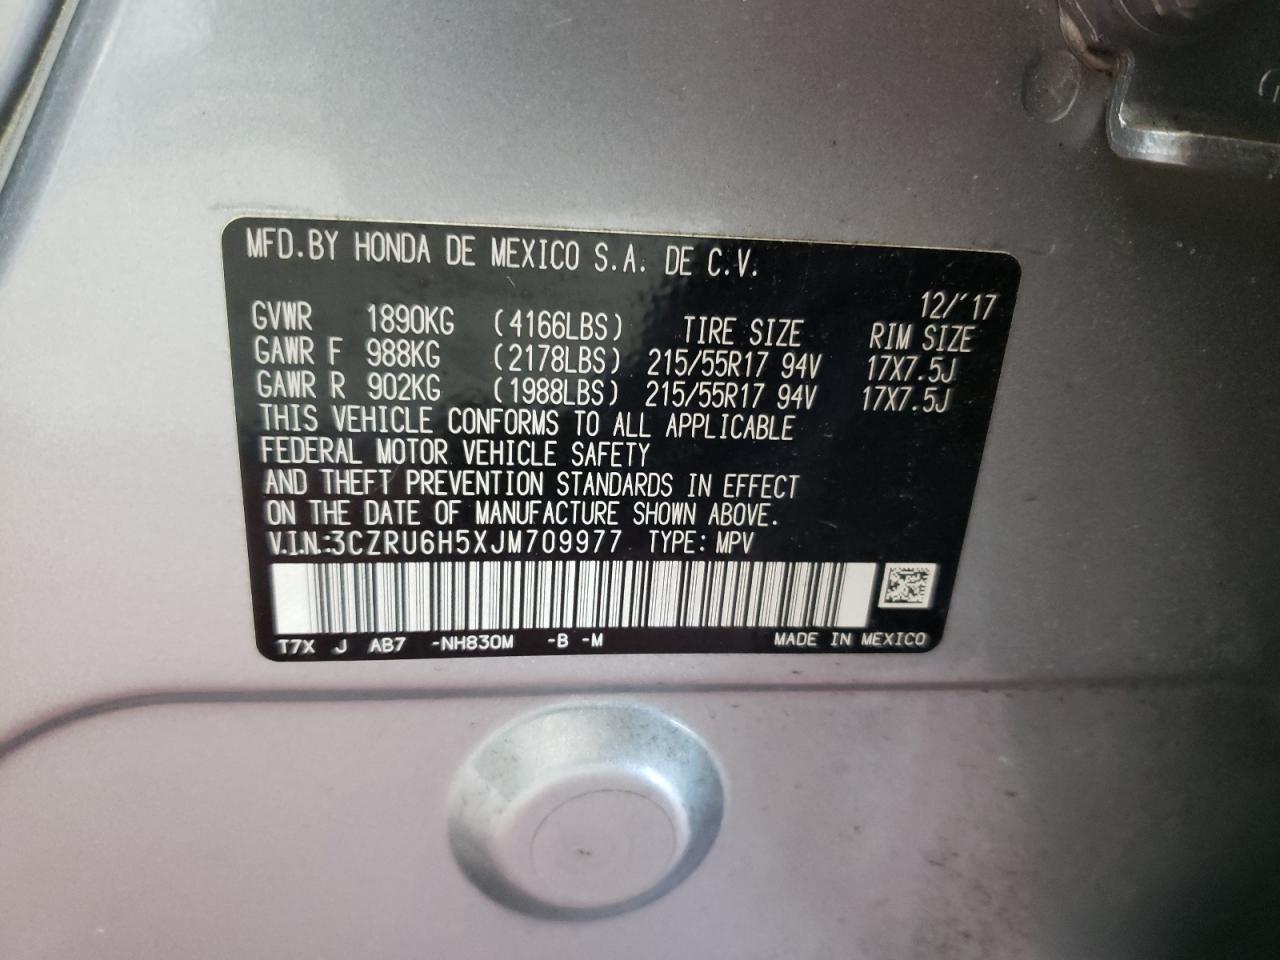 MFD.BY HONDA DE MEXICO S.A. DE C.V.
12/'17
GVWR 1890KG (4166LBS) TIRE SIZE RIM SIZE
GAWR F 988KG (2178LBS) 215/55R17 94V 17X7.5J
GAWR R 902KG (1988LBS) 215/55R17 94V 17X7.5J
THIS VEHICLE CONFORMS TO ALL APPLICABLE
FEDERAL MOTOR VEHICLE SAFETY
AND THEFT PREVENTION STANDARDS IN EFFECT
ON THE DATE OF MANUFACTURE SHOWN ABOVE.
V.I.N.:3CZRU6H5XJM709977 TYPE: MPV
T7X J AB7 -NH830M -B -M MADE IN MEXICO